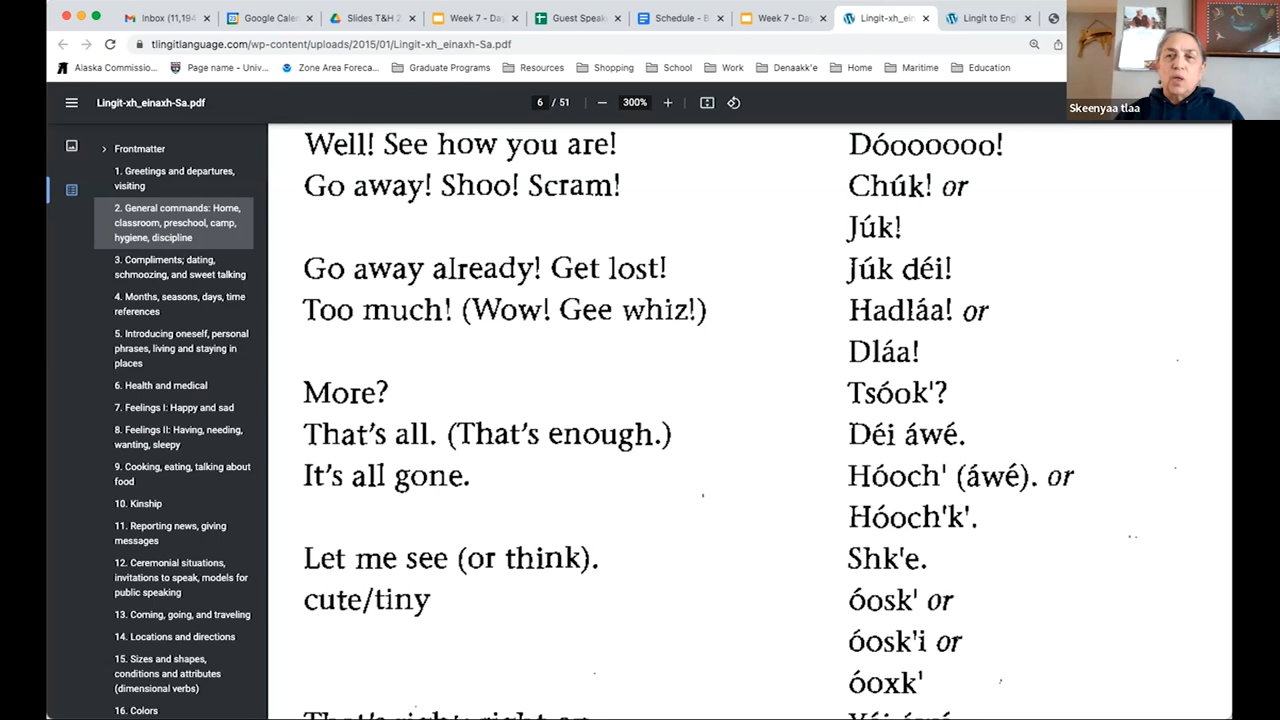 Inbox (11,194
Google Calen
Slides T&H 2
Week 7 - Day
Guest Speak
Schedule - B
Week 7 - Day
Lingit-xh_ein
Lingit to Eng
tlingitlanguage.com/wp-content/uploads/2015/01/Lingit-xh_einaxh-Sa.pdf
Alaska Commissio...
Page name - Univ...
Zone Area Foreca...
Graduate Programs
Resources
Shopping
School
Work
Denaakk'e
Home
Maritime
Education
Skeenyaa tlaa
Lingit-xh_einaxh-Sa.pdf
6 / 51
300%
Frontmatter
1. Greetings and departures,
visiting
2. General commands: Home,
classroom, preschool, camp,
hygiene, discipline
3. Compliments; dating,
schmoozing, and sweet talking
4. Months, seasons, days, time
references
5. Introducing oneself, personal
phrases, living and staying in
places
6. Health and medical
7. Feelings I: Happy and sad
8. Feelings II: Having, needing,
wanting, sleepy
9. Cooking, eating, talking about
food
10. Kinship
11. Reporting news, giving
messages
12. Ceremonial situations,
invitations to speak, models for
public speaking
13. Coming, going, and traveling
14. Locations and directions
15. Sizes and shapes,
conditions and attributes
(dimensional verbs)
16. Colors
Well! See how you are! Dóoooooo!
Go away! Shoo! Scram! Chúk! or
Júk!
Go away already! Get lost! Júk déi!
Too much! (Wow! Gee whiz!) Hadláa! or
Dláa!
More? Tsóok'?
That's all. (That's enough.) Déi áwé.
It's all gone. Hóoch' (áwé). or
Hóoch'k'.
Let me see (or think). Shk'e.
cute/tiny óosk' or
óosk'i or
óoxk'